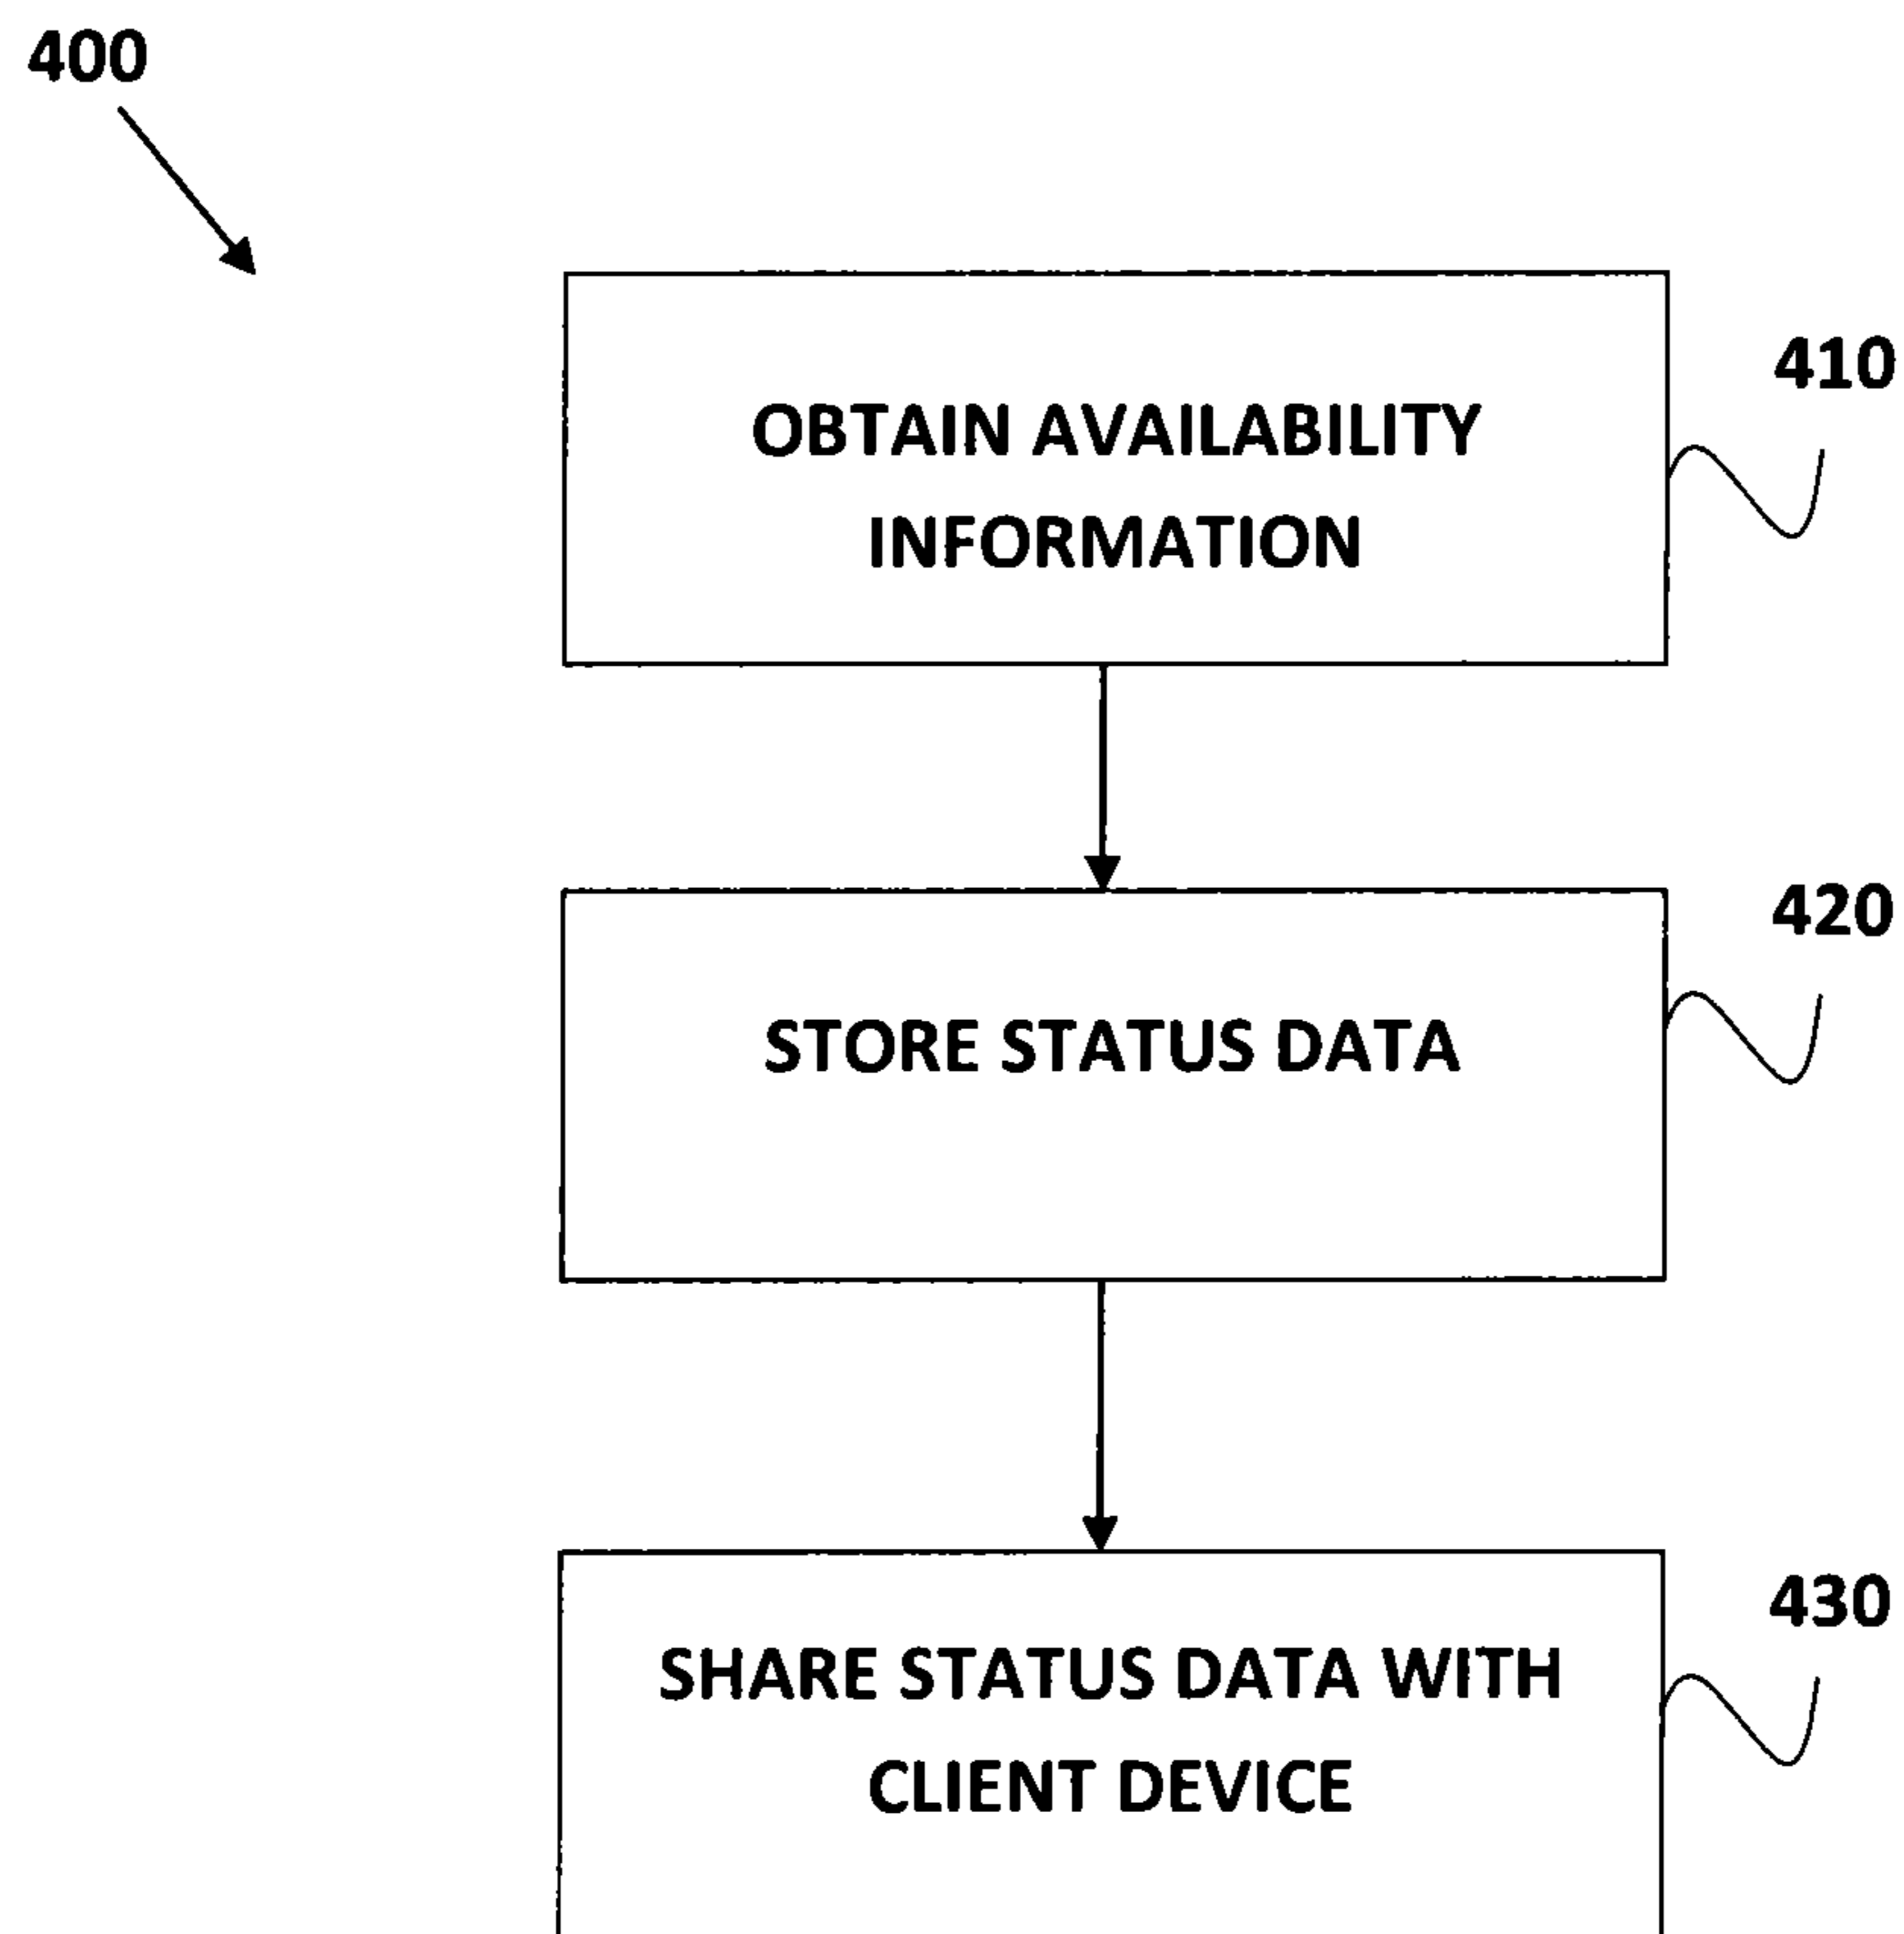 400
410
OBTAIN AVAILABILITY
INFORMATION
420
STORE STATUS DATA
430
SHARE STATUS DATA WITH
CLIENT DEVICE